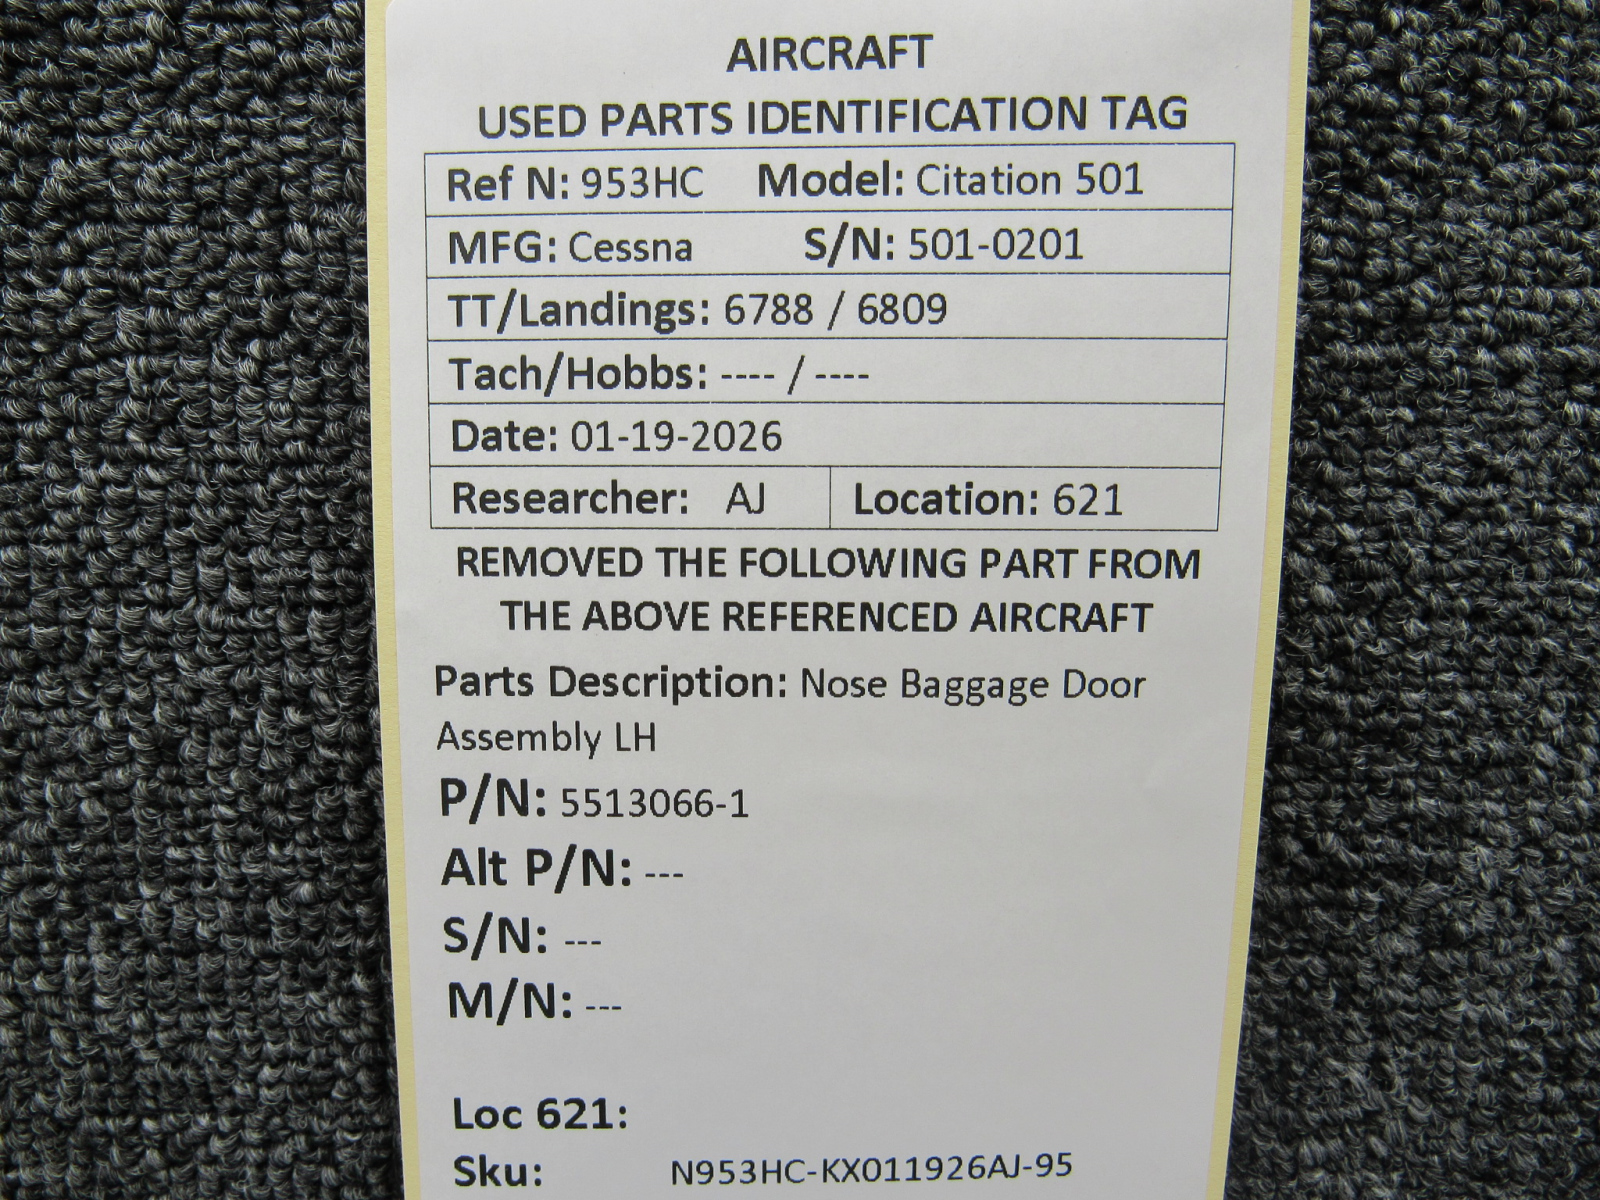 AIRCRAFT
USED PARTS IDENTIFICATION TAG
Ref N: 953HC Model: Citation 501
MFG: Cessna S/N: 501-0201
TT/Landings: 6788 / 6809
Tach/Hobbs: ---- / ----
Date: 01-19-2026
Researcher: AJ Location: 621
REMOVED THE FOLLOWING PART FROM
THE ABOVE REFERENCED AIRCRAFT
Parts Description: Nose Baggage Door
Assembly LH
P/N: 5513066-1
Alt P/N: ---
S/N: ---
M/N: ---
Loc 621:
Sku: N953HC-KX011926AJ-95